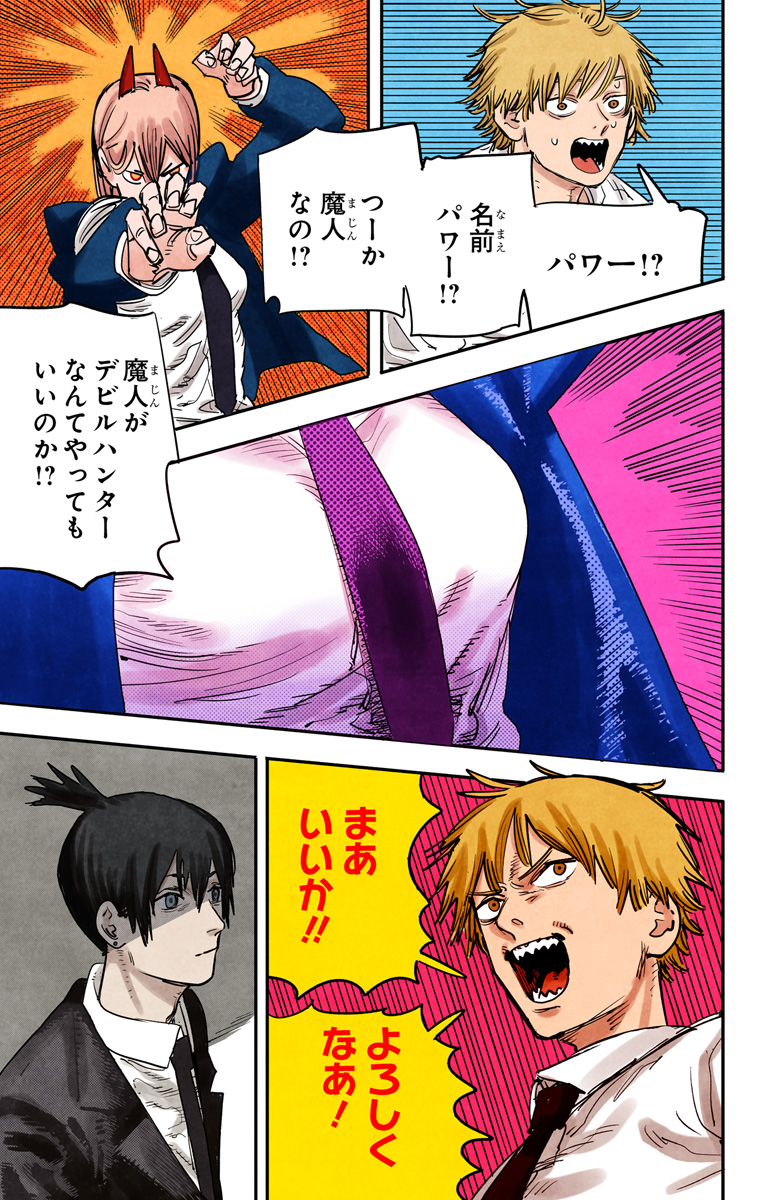 パワー!?
名前
パワー!?
つーか
魔人
なの!?
魔人が
デビルハンター
なんてやっても
いいのか!?
まあ
いいか!!
よろしく
なあ!